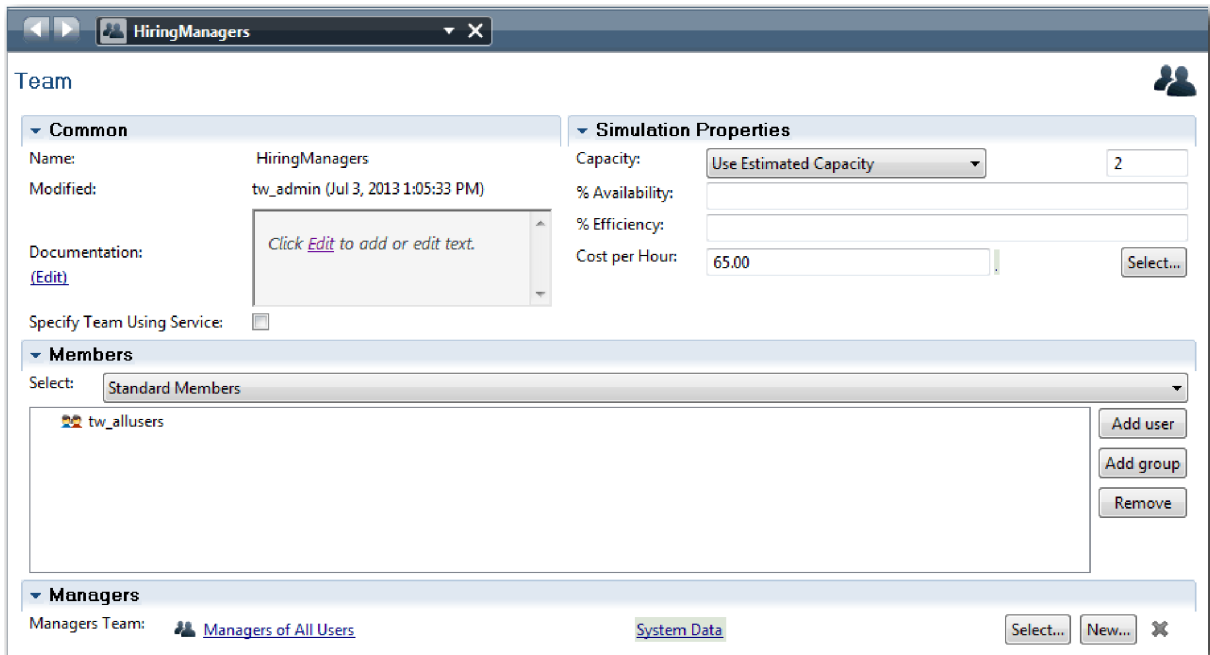 HiringManagers
Team
Common
Name: HiringManagers
Modified: tw_admin (Jul 3, 2013 1:05:33 PM)
Documentation:
(Edit)
Click Edit to add or edit text.
Specify Team Using Service:
Simulation Properties
Capacity: Use Estimated Capacity 2
% Availability:
% Efficiency:
Cost per Hour: 65.00 Select...
Members
Select: Standard Members
tw_allusers
Add user
Add group
Remove
Managers
Managers Team: Managers of All Users System Data Select... New...